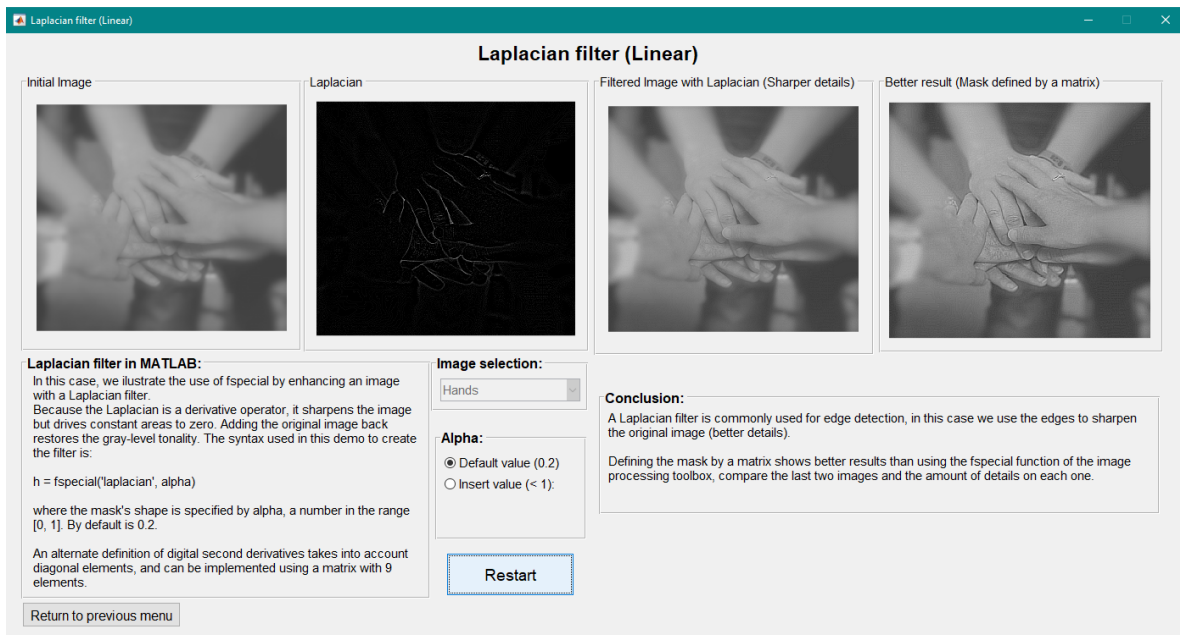 Laplacian filter (Linear)
Laplacian filter (Linear)
Initial Image
Laplacian
Filtered Image with Laplacian (Sharper details)
Better result (Mask defined by a matrix)
Laplacian filter in MATLAB:
In this case, we ilustrate the use of fspecial by enhancing an image
with a Laplacian filter.
Because the Laplacian is a derivative operator, it sharpens the image
but drives constant areas to zero. Adding the original image back
restores the gray-level tonality. The syntax used in this demo to create
the filter is:
h = fspecial('laplacian', alpha)
where the mask's shape is specified by alpha, a number in the range
[0, 1]. By default is 0.2.
An alternate definition of digital second derivatives takes into account
diagonal elements, and can be implemented using a matrix with 9
elements.
Return to previous menu
Image selection:
Hands
Alpha:
Default value (0.2)
Insert value (< 1):
Restart
Conclusion:
A Laplacian filter is commonly used for edge detection, in this case we use the edges to sharpen
the original image (better details).
Defining the mask by a matrix shows better results than using the fspecial function of the image
processing toolbox, compare the last two images and the amount of details on each one.